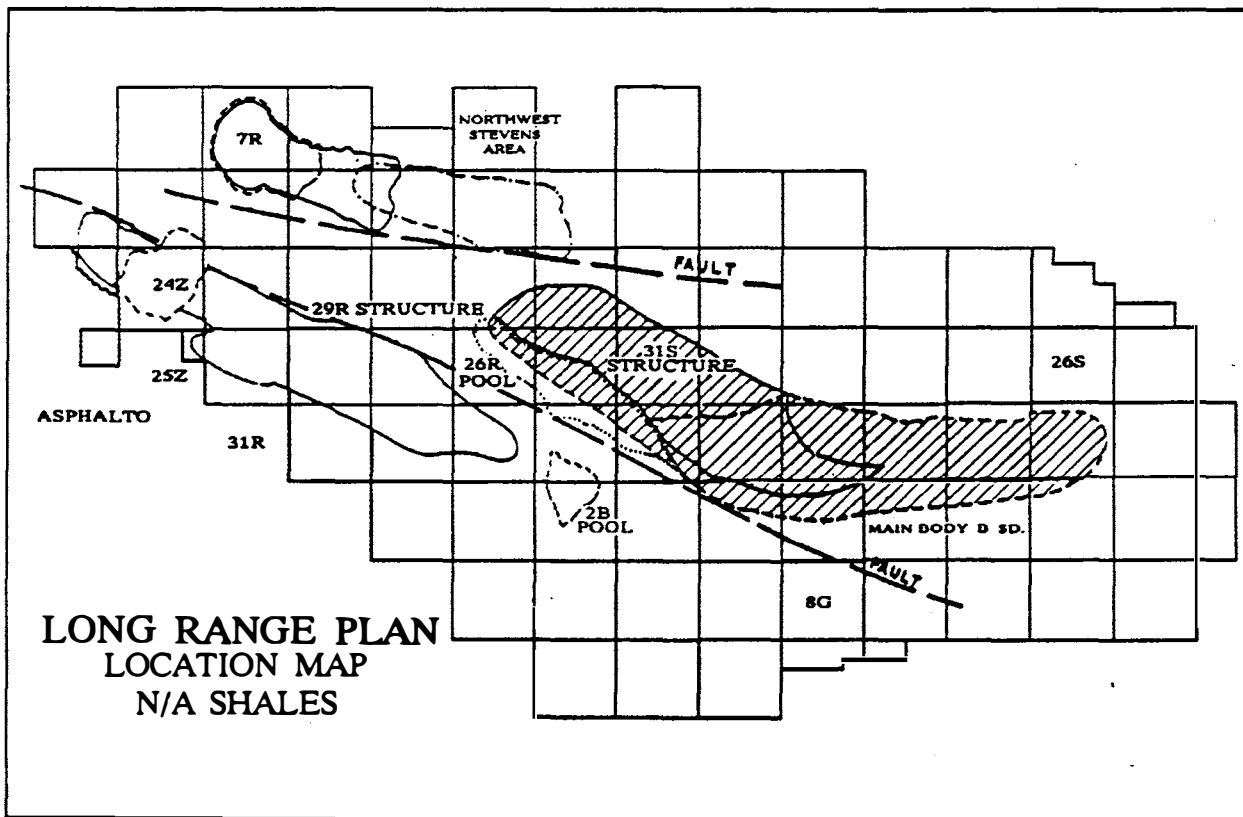 7R
NORTHWEST
STEVENS
AREA
FAULT
24Z
29R STRUCTURE
31S
STRUCTURE
26R
POOL
26S
25Z
ASPHALTO
31R
2B
POOL
MAIN BODY B SD.
FAULT
8G
LONG RANGE PLAN
LOCATION MAP
N/A SHALES